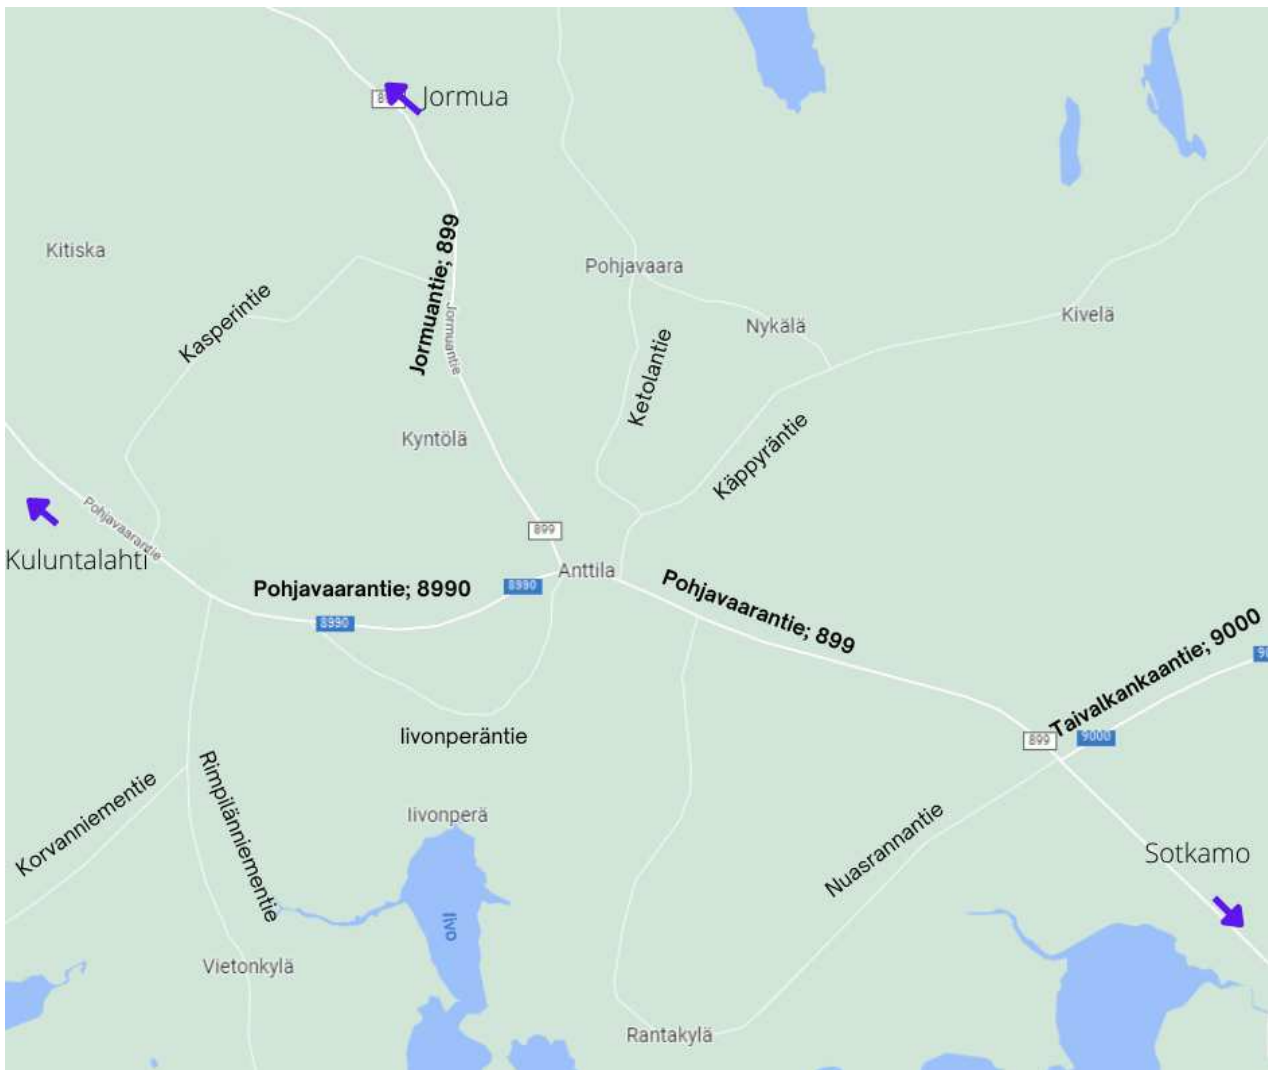 Jormua
Jormuantie; 899
Kitiska
Pohjavaara
Kasperintie
Jormuantie
Nykälä
Kivelä
Ketolantie
Kyntölä
Käppyräntie
Pohjavaarantie
899
Kuluntalahti
Anttila
Pohjavaarantie; 8990
8990
8990
Pohjavaarantie; 899
Taivalkankaantie; 9000
899
9000
Iivonperäntie
Korvanniementie
Rimpilänniementie
Iivonperä
Nuasrannantie
Sotkamo
Iivo
Vietonkylä
Rantakylä